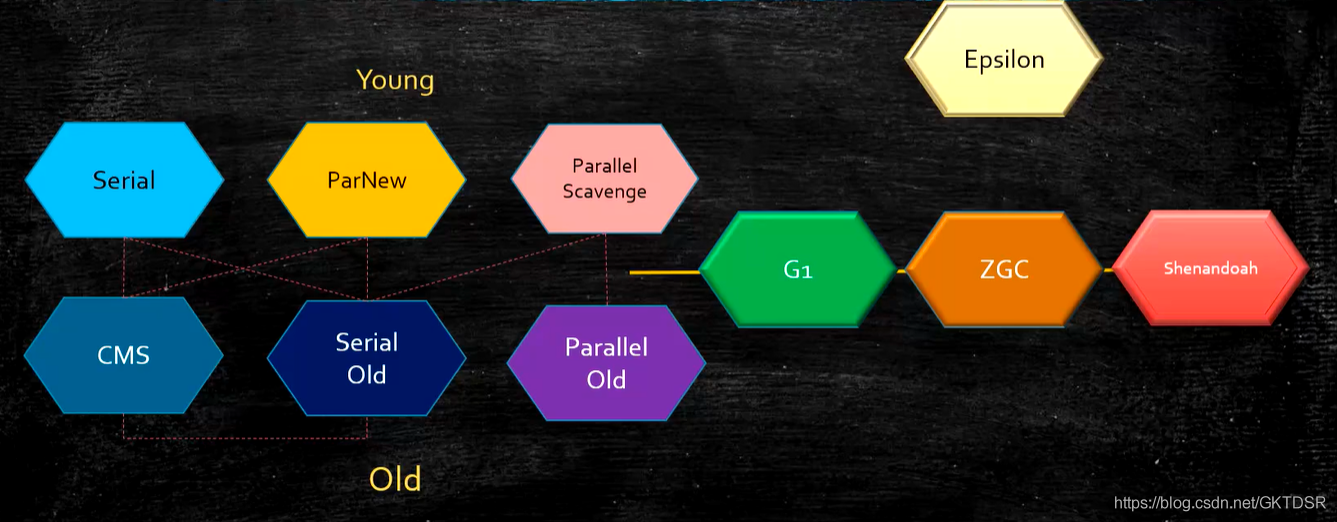 Epsilon
Young
Serial
ParNew
Parallel
Scavenge
G1
ZGC
Shenandoah
CMS
Serial
Old
Parallel
Old
Old
https://blog.csdn.net/GKTDSR